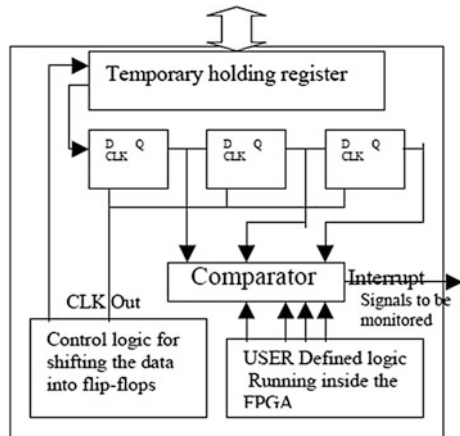 Temporary holding register
D Q
CLK
D Q
CLK
D Q
CLK
Comparator
Interrupt
Signals to be
monitored
CLK Out
Control logic for
shifting the data
into flip-flops
USER Defined logic
Running inside the
FPGA